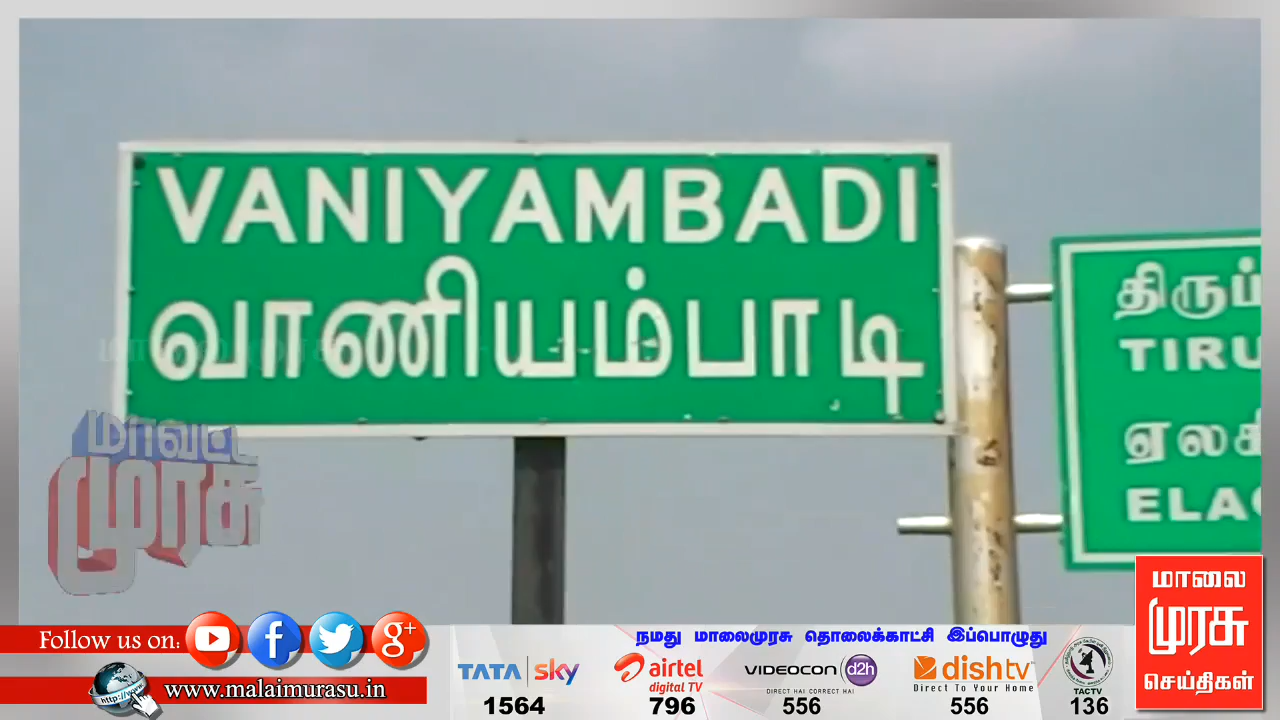 VANIYAMBADI
வாணியம்பாடி
திருப்
TIRU
ELAG
மாவட்ட
முரசு
மாலை
முரசு
செய்திகள்
Follow us on:
www.malaimurasu.in
நமது மாலைமுரசு தொலைக்காட்சி இப்பொழுது
TATA sky
1564
airtel
digital TV
796
VIDEOCON d2h
DIRECT HAI CORRECT HAI
556
dishtv
Direct To Your Home
556
TACTV
136